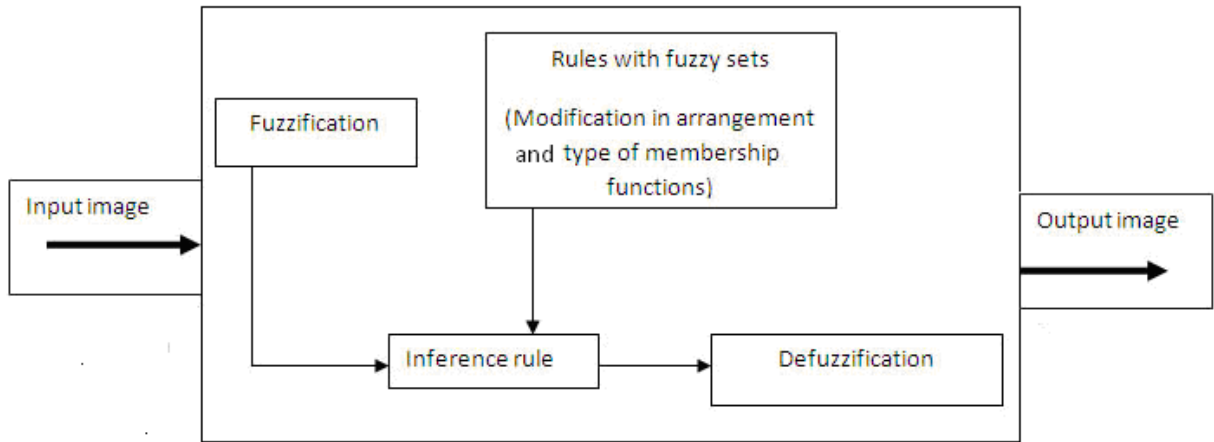 Rules with fuzzy sets
(Modification in arrangement
and type of membership
functions)
Fuzzification
Input image
Output image
Inference rule
Defuzzification